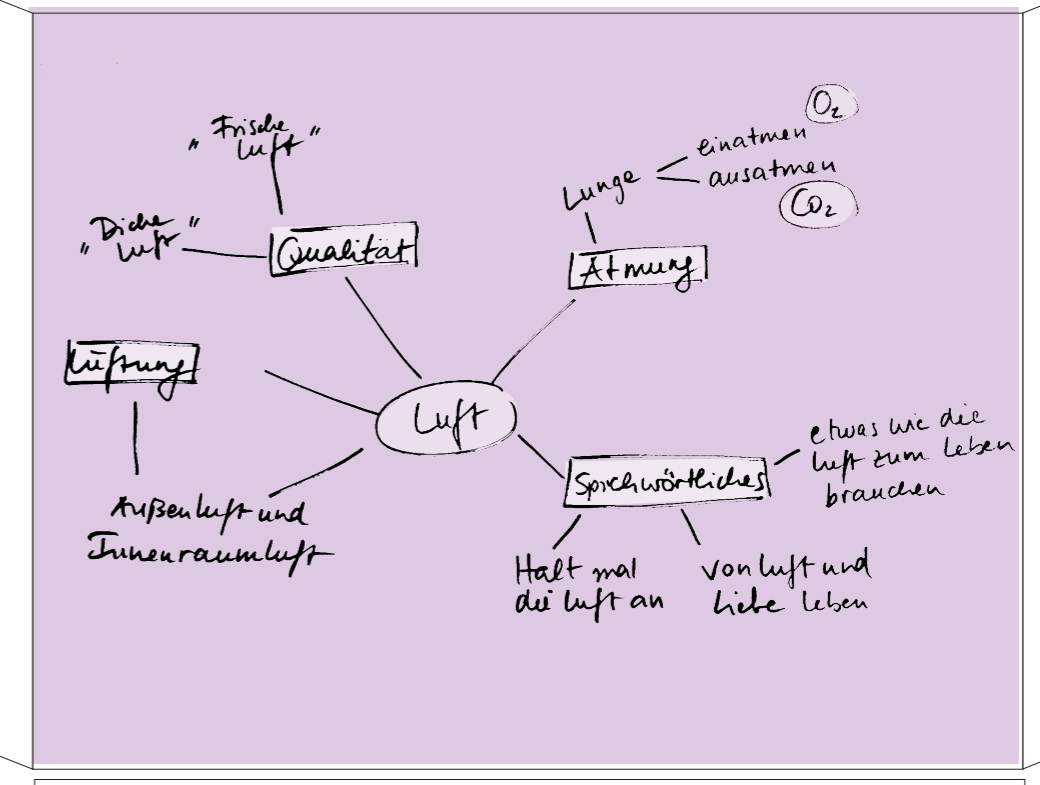 "Frische
Luft"
"Dicke
Luft"
Qualität
Lüftung
Außenluft und
Innenraumluft
Luft
O₂
einatmen
Lunge
ausatmen
CO₂
Atmung
Sprichwörtliches
etwas wie die
Luft zum Leben
brauchen
Halt mal
die Luft an
von Luft und
Liebe leben